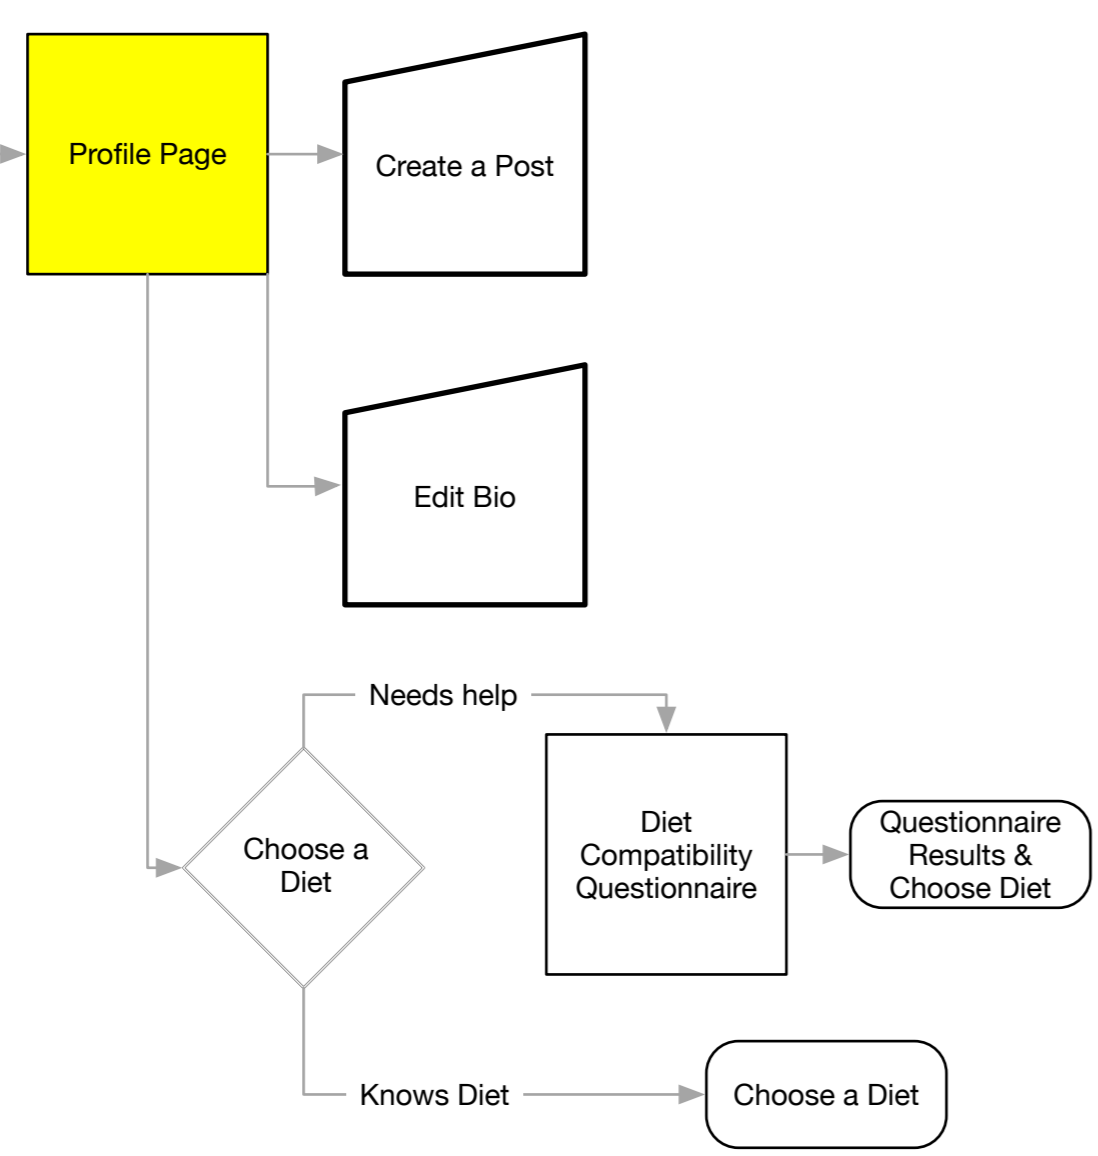 Profile Page
Create a Post
Edit Bio
Needs help
Choose a
Diet
Diet
Compatibility
Questionnaire
Questionnaire
Results &
Choose Diet
Knows Diet
Choose a Diet